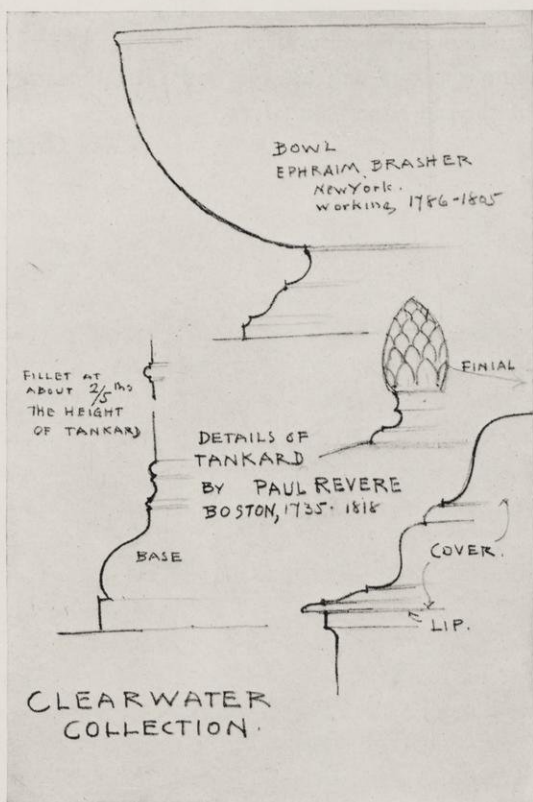 BOWL
EPHRAIM BRASHER
New York.
working, 1786-1805
FILLET AT
ABOUT 2/5ths
THE HEIGHT
OF TANKARD
FINIAL
DETAILS OF
TANKARD
BY PAUL REVERE
BOSTON, 1735-1818
BASE
COVER.
LIP.
CLEARWATER
COLLECTION.